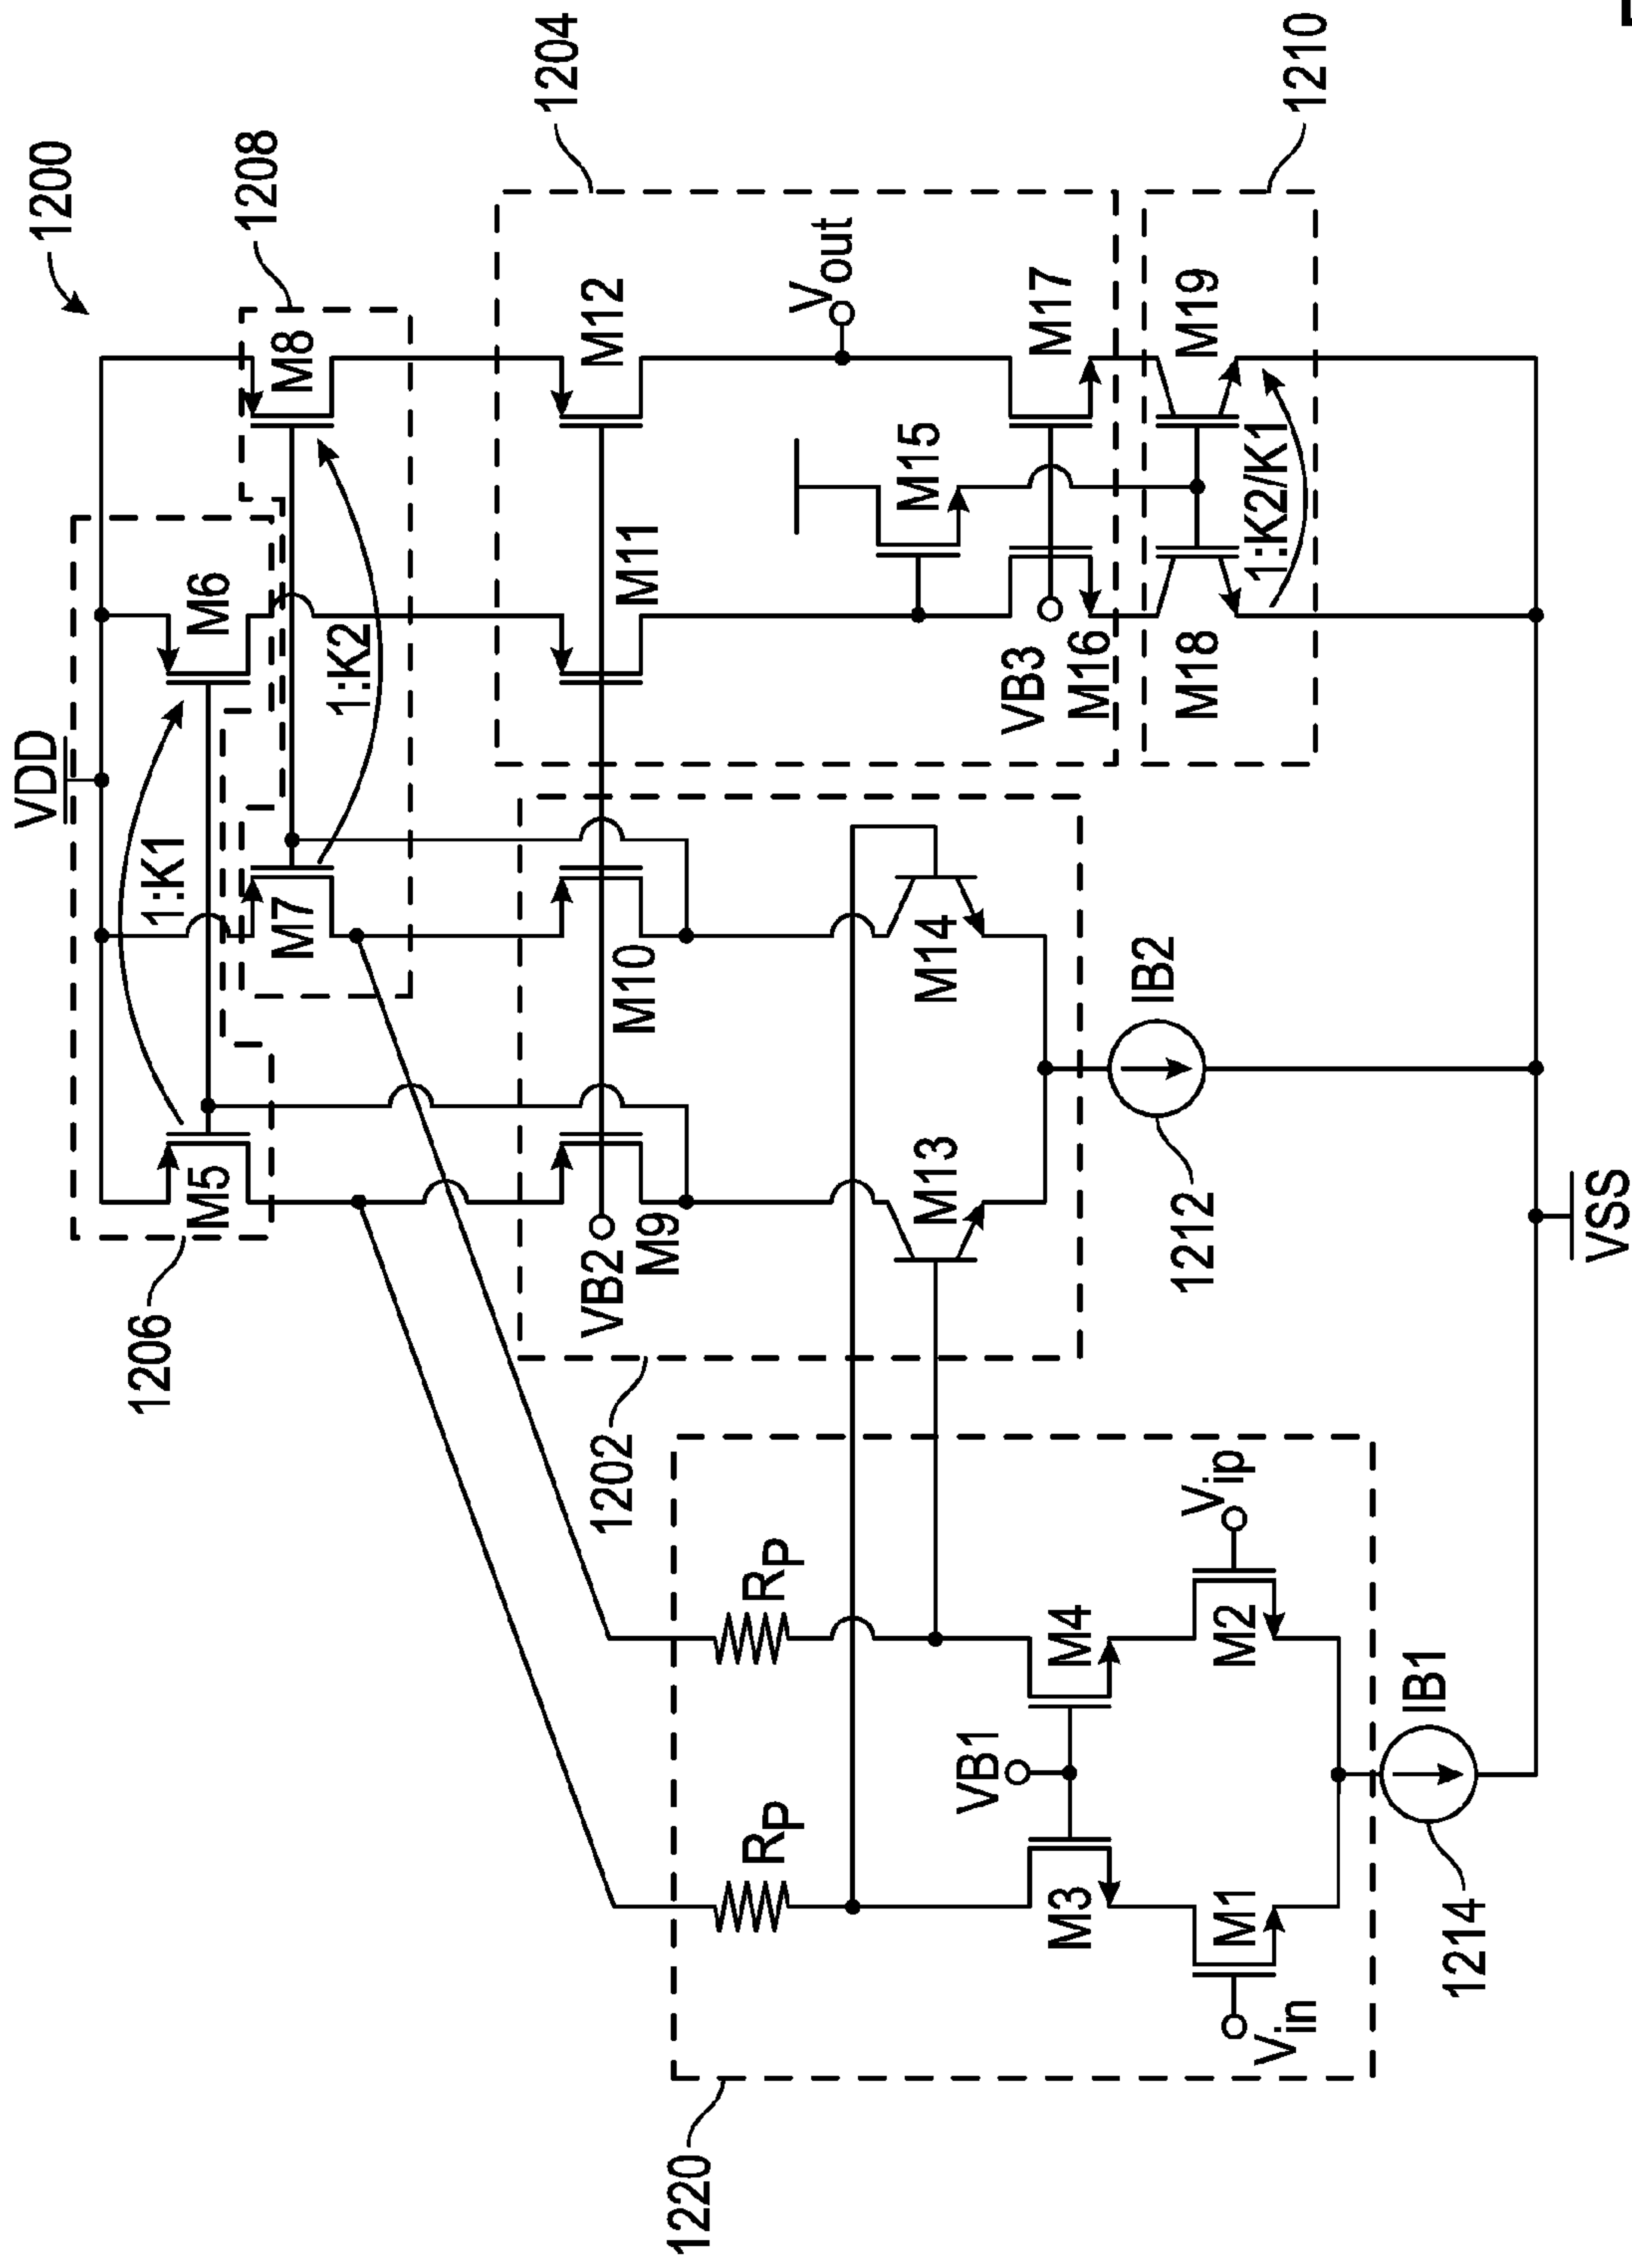 1200
VDD
1:K1
M6
M8
1208
M5
M7
1:K2
1206
VB2
M9
M10
M11
M12
1204
1202
Vout
RP
RP
M15
M13
M14
VB3
M16
M17
VB1
M3
M4
M18
M19
1:K2/K1
1210
IB2
1212
Vin
M1
M2
Vip
1220
IB1
1214
VSS